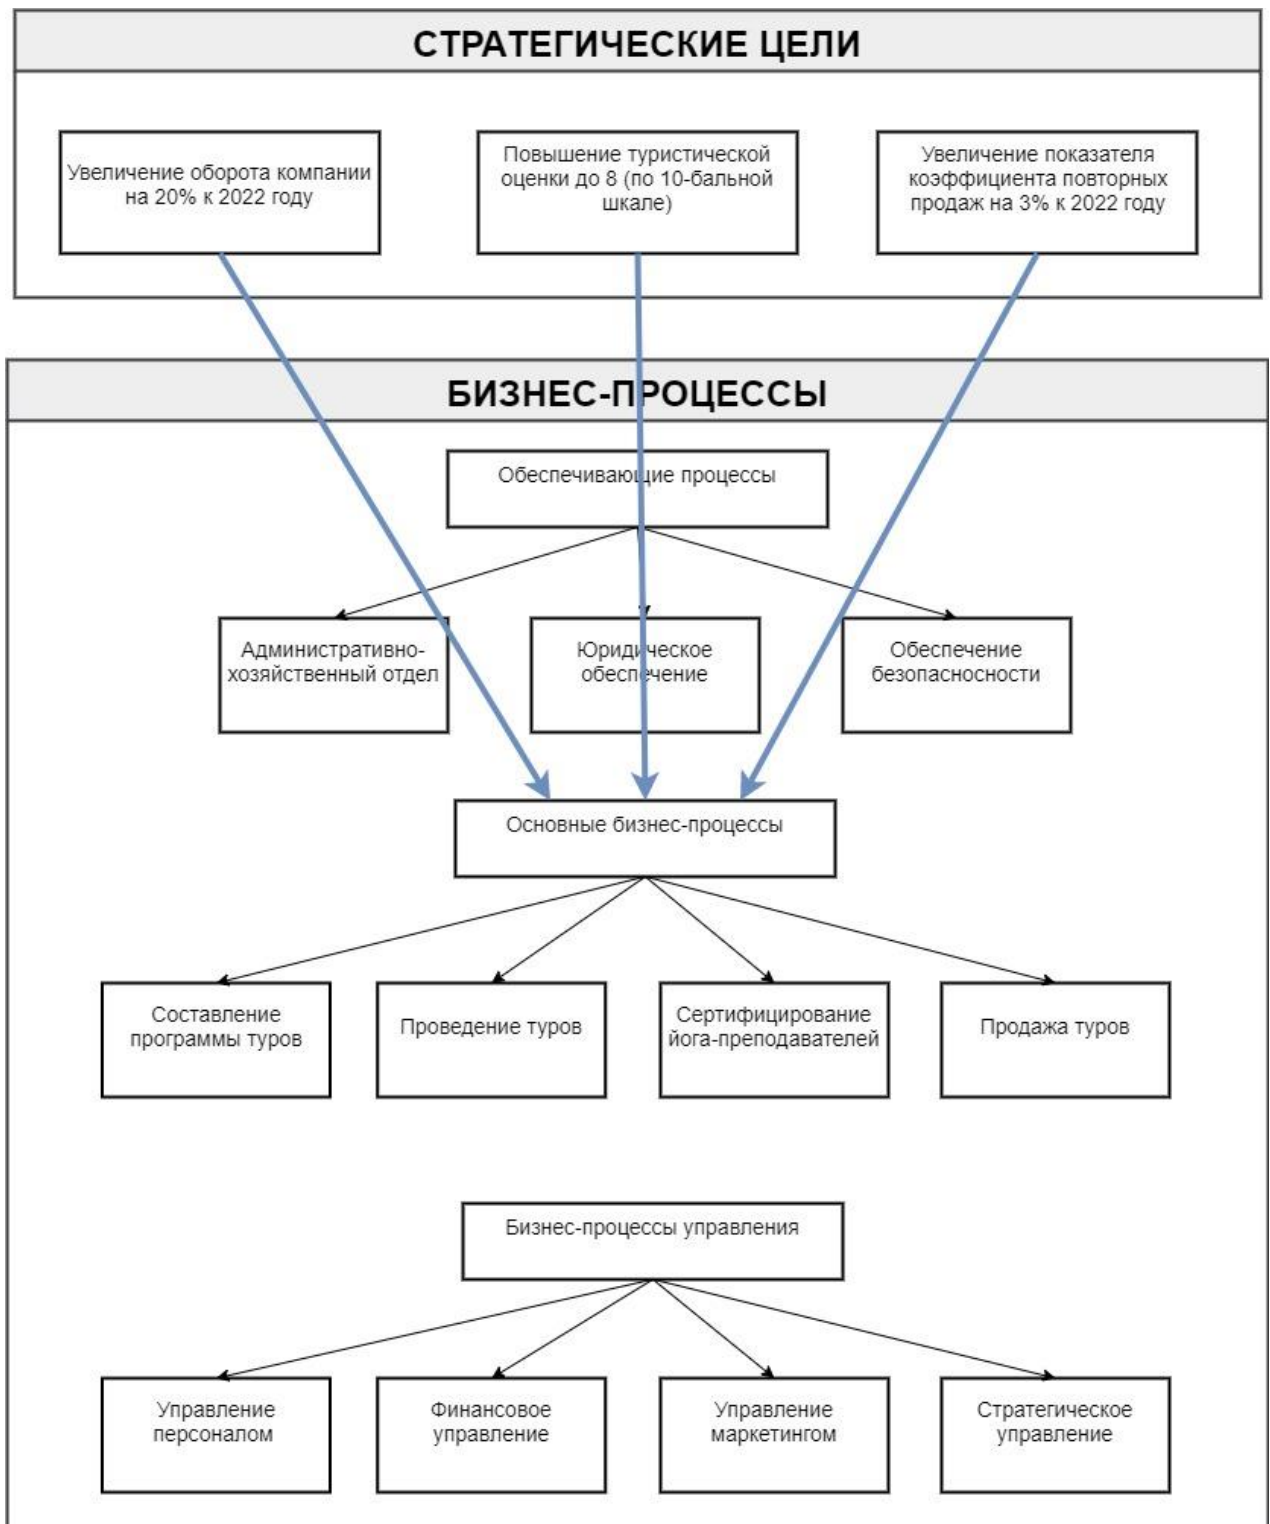 СТРАТЕГИЧЕСКИЕ ЦЕЛИ
Увеличение оборота компании
на 20% к 2022 году
Повышение туристической
оценки до 8 (по 10-бальной
шкале)
Увеличение показателя
коэффициента повторных
продаж на 3% к 2022 году
БИЗНЕС-ПРОЦЕССЫ
Обеспечивающие процессы
Административно-
хозяйственный отдел
Юридическое
обеспечение
Обеспечение
безопасносности
Основные бизнес-процессы
Составление
программы туров
Проведение туров
Сертифицирование
йога-преподавателей
Продажа туров
Бизнес-процессы управления
Управление
персоналом
Финансовое
управление
Управление
маркетингом
Стратегическое
управление